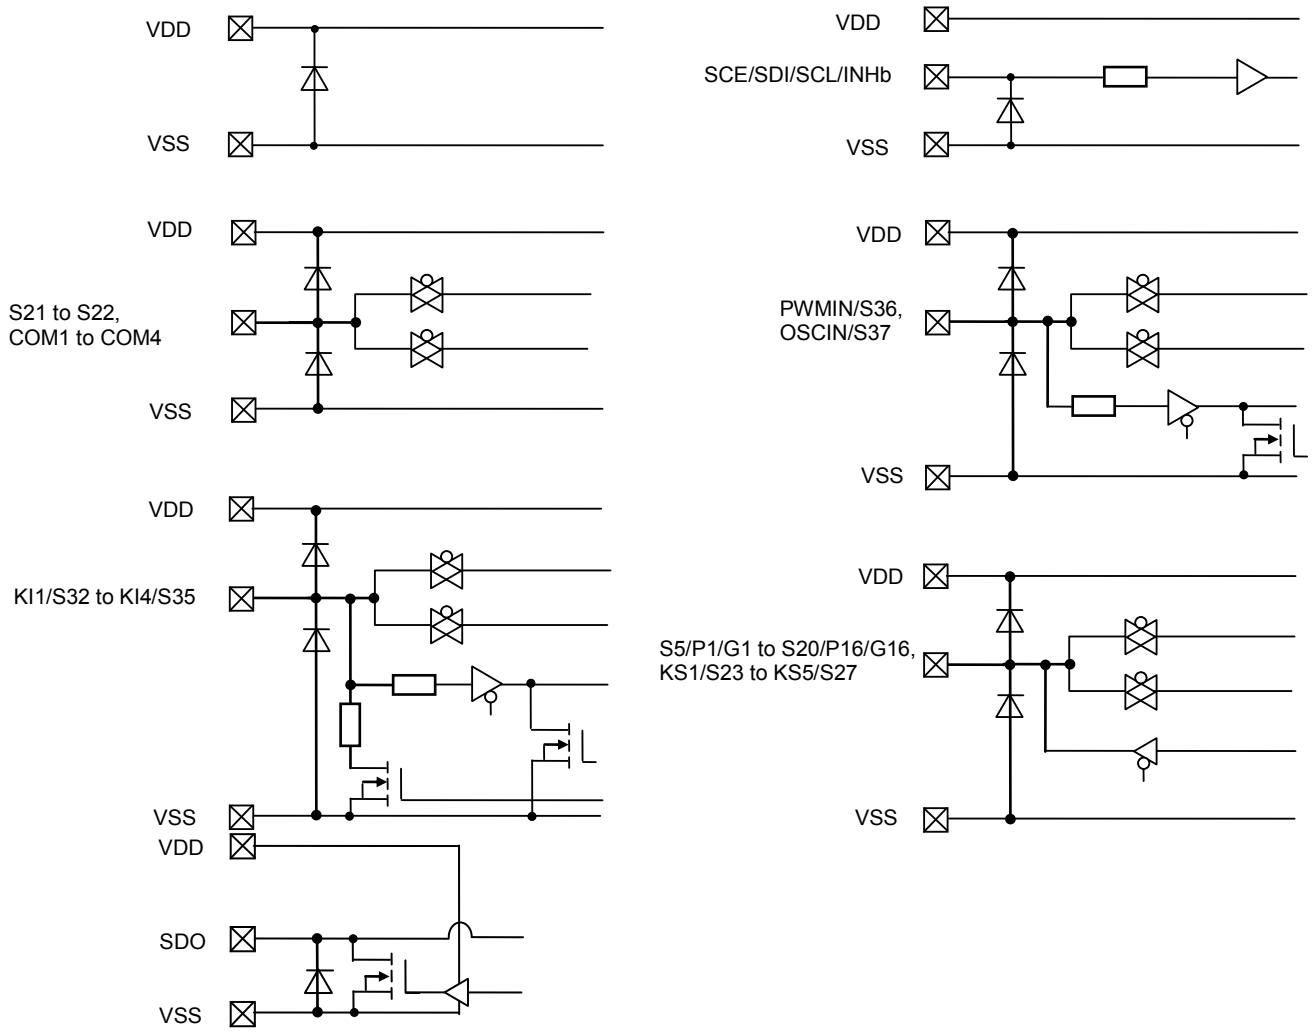 VDD
VSS
VDD
SCE/SDI/SCL/INHb
VSS
VDD
S21 to S22,
COM1 to COM4
VSS
VDD
PWMIN/S36,
OSCIN/S37
VSS
VDD
KI1/S32 to KI4/S35
VSS
VDD
S5/P1/G1 to S20/P16/G16,
KS1/S23 to KS5/S27
VSS
VDD
SDO
VSS